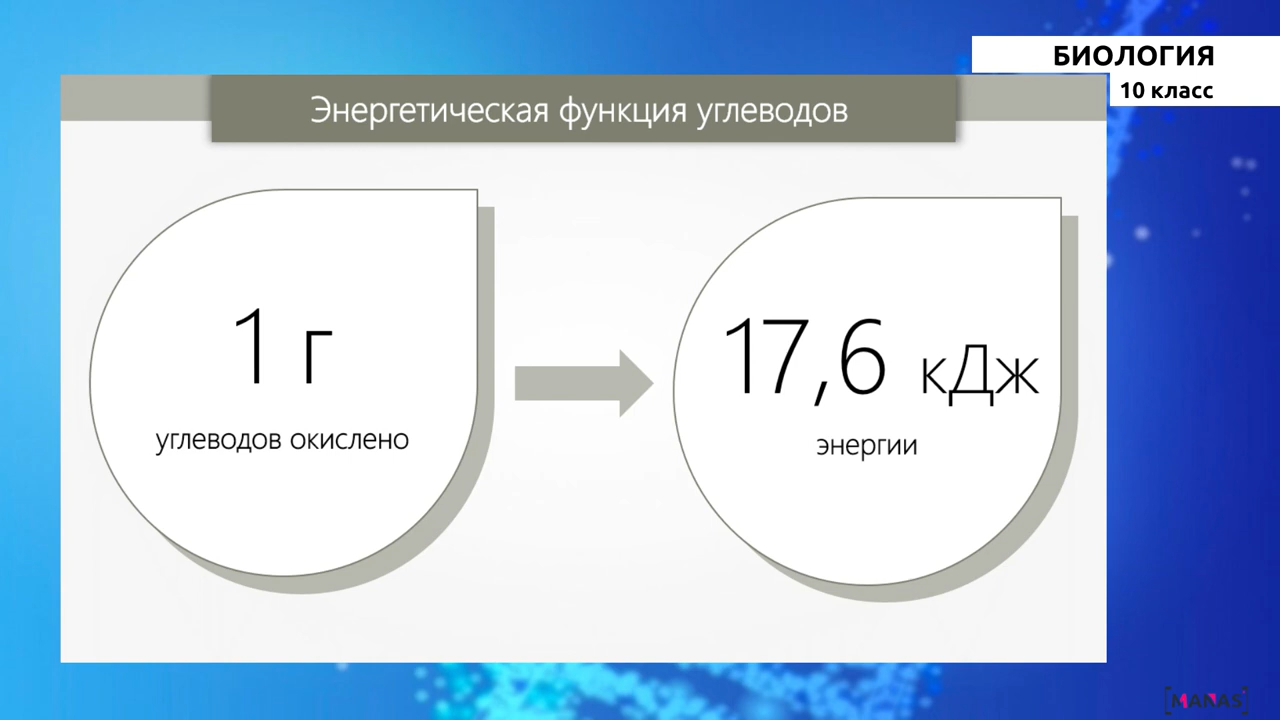 БИОЛОГИЯ
10 класс
Энергетическая функция углеводов
1 г
углеводов окислено
17,6 кДж
энергии
[MANAS]